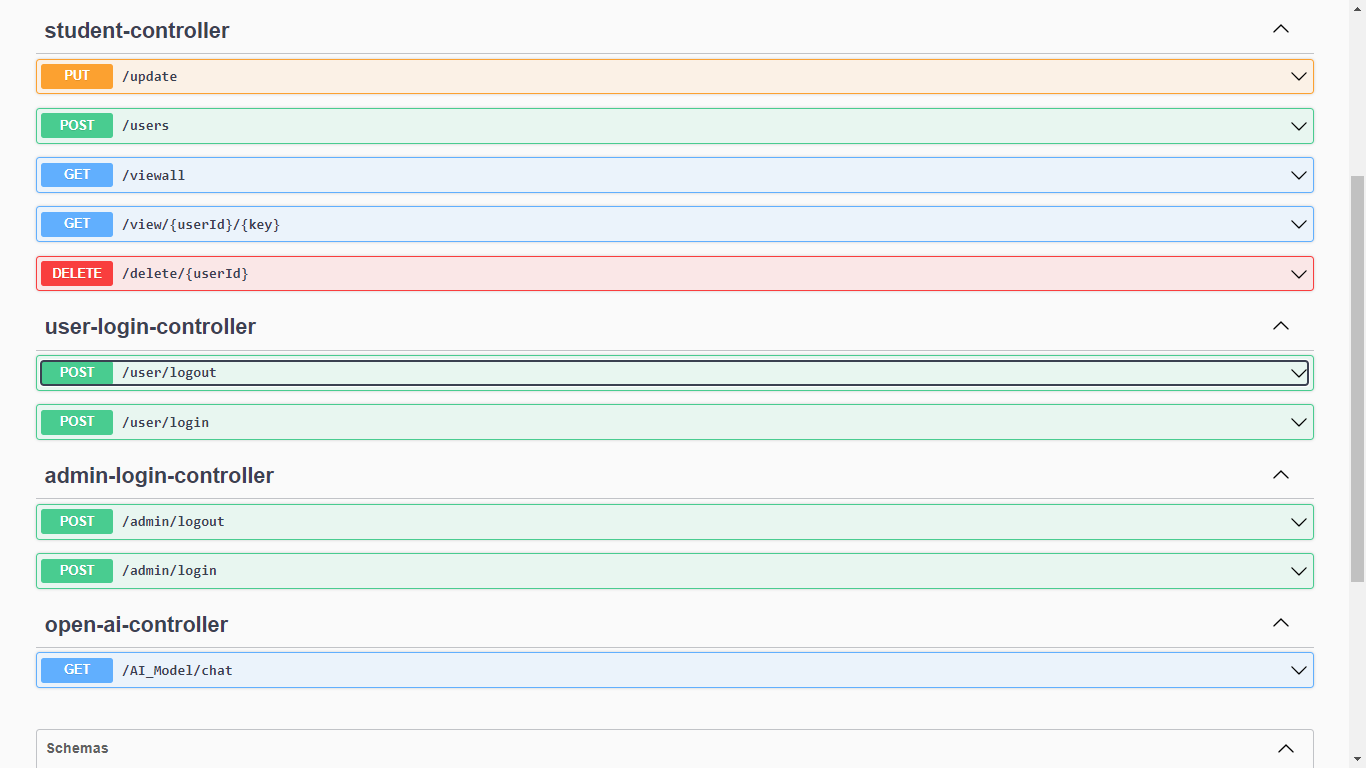 student-controller
PUT /update
POST /users
GET /viewall
GET /view/{userId}/{key}
DELETE /delete/{userId}
user-login-controller
POST /user/logout
POST /user/login
admin-login-controller
POST /admin/logout
POST /admin/login
open-ai-controller
GET /AI_Model/chat
Schemas